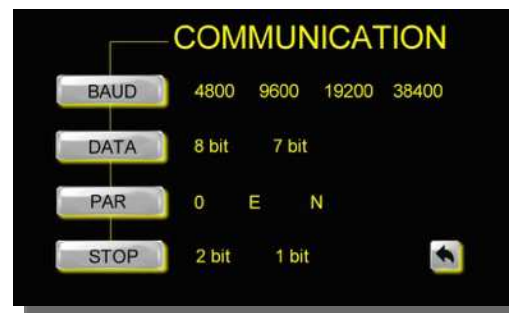 COMMUNICATION
BAUD 4800 9600 19200 38400
DATA 8 bit 7 bit
PAR 0 E N
STOP 2 bit 1 bit